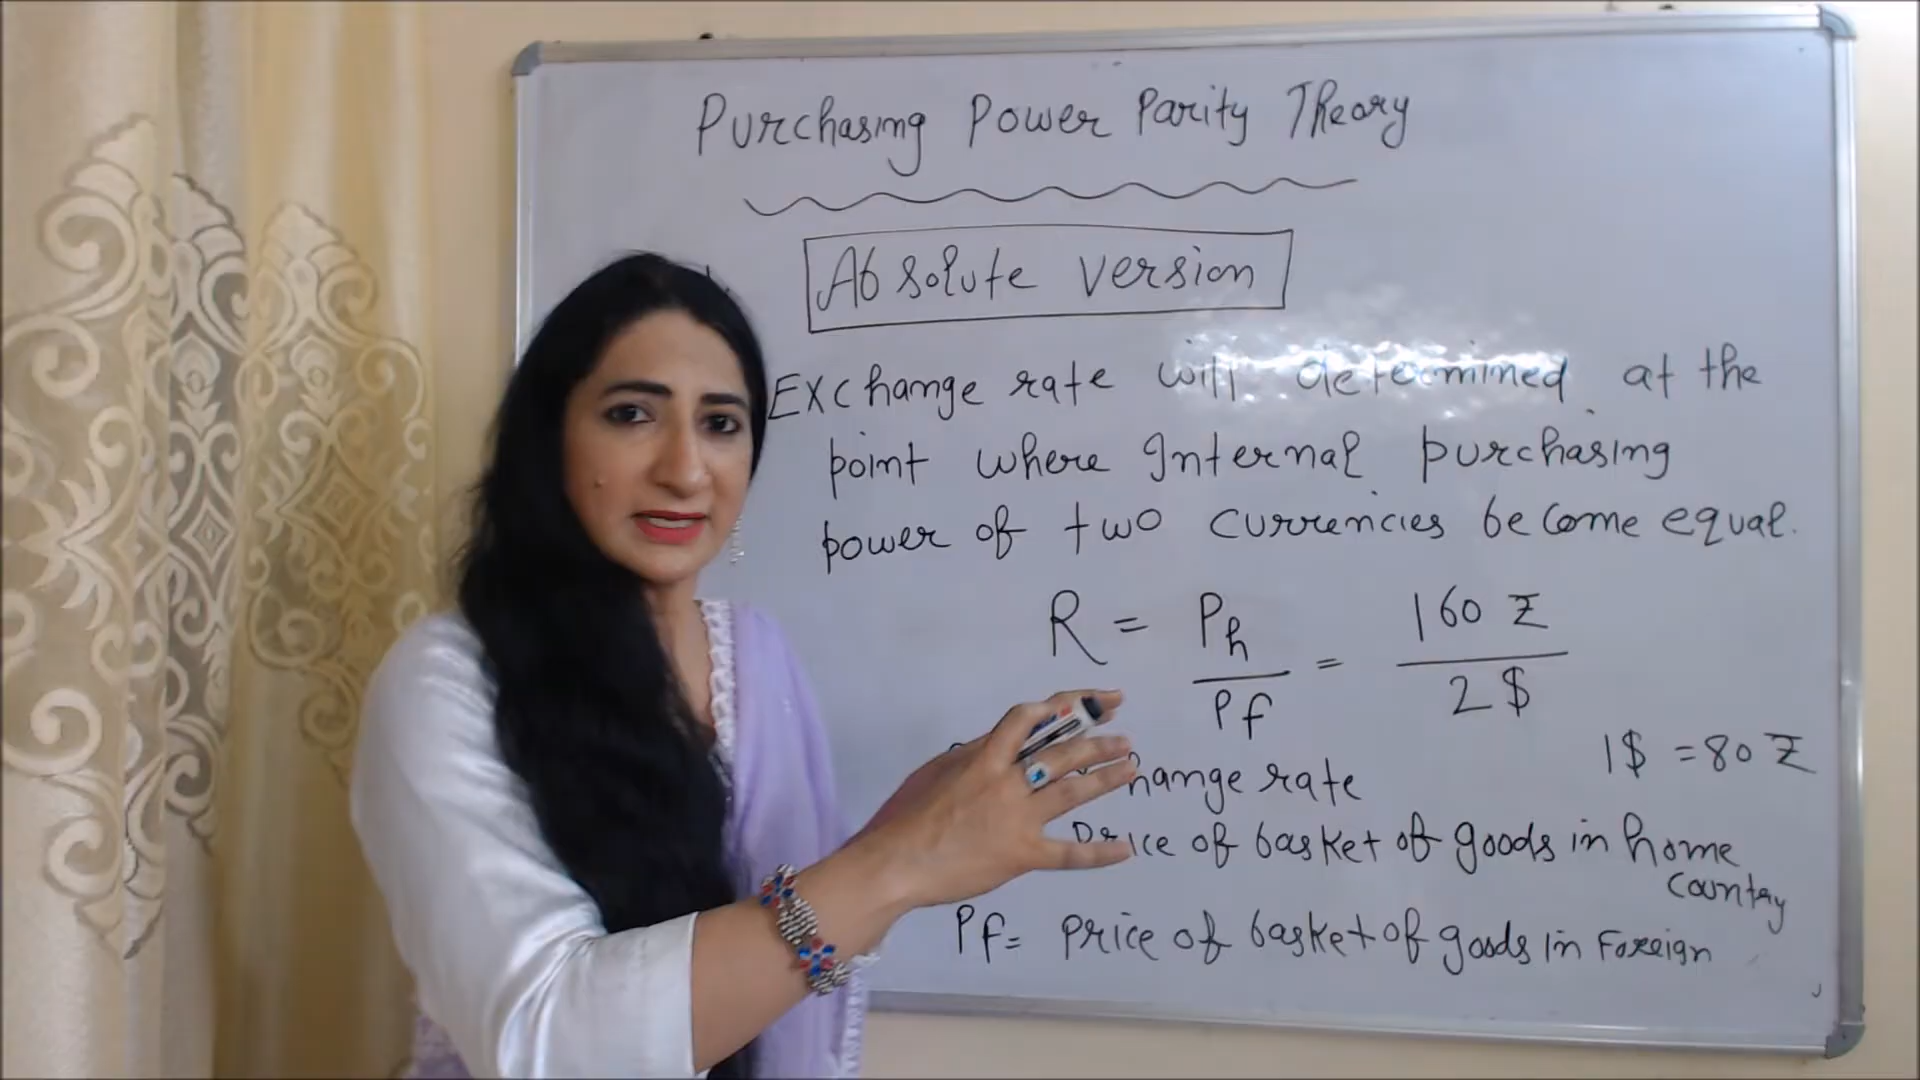 Purchasing Power Parity Theory
Absolute version
Exchange rate will determined at the
point where Internal purchasing
power of two currencies become equal.
R = Ph / Pf = 160 ₹ / 2 $
1 $ = 80 ₹
hange rate
Price of basket of goods in home
country
Pf = price of basket of goods in Foreign